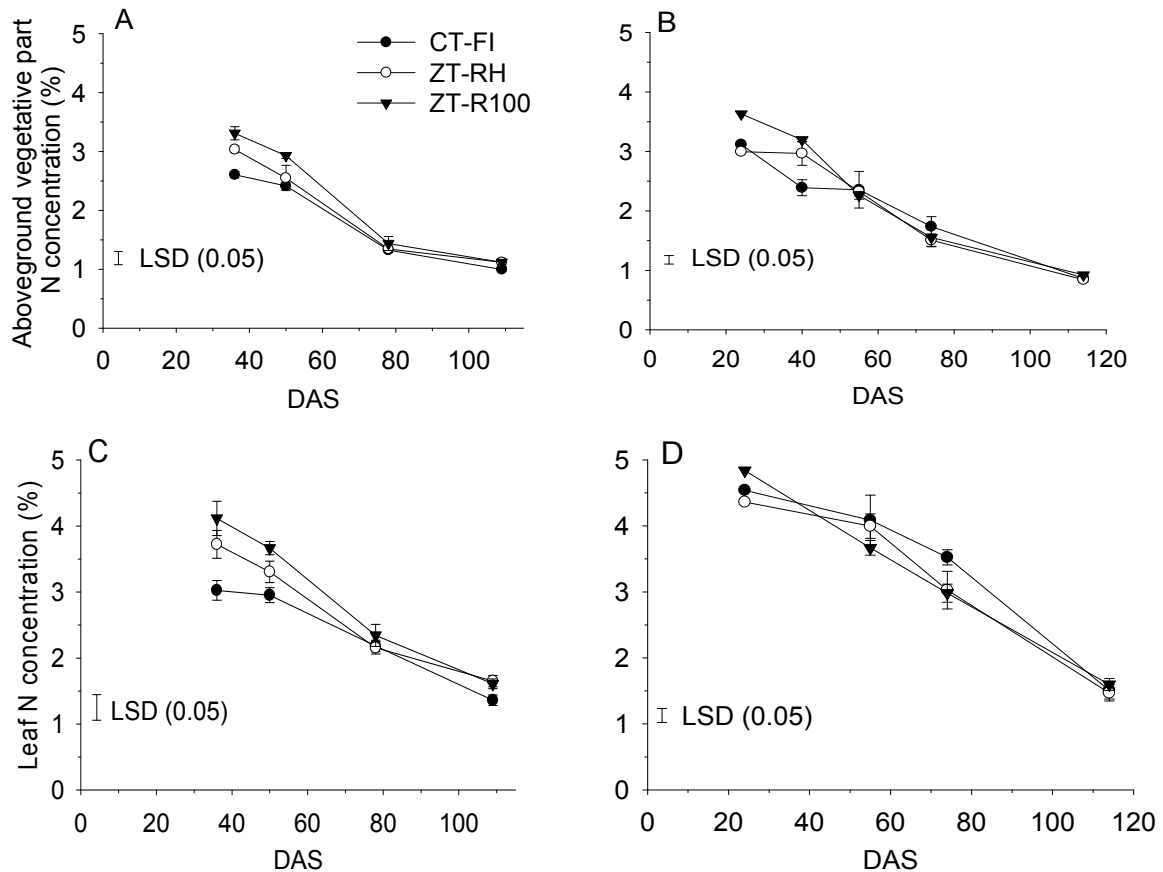 A
CT-FI
ZT-RH
ZT-R100
Aboveground vegetative part
N concentration (%)
5
4
3
2
1
0
LSD (0.05)
0 20 40 60 80 100
DAS
B
5
4
3
2
1
0
LSD (0.05)
0 20 40 60 80 100 120
DAS
C
Leaf N concentration (%)
5
4
3
2
1
0
LSD (0.05)
0 20 40 60 80 100
DAS
D
5
4
3
2
1
0
LSD (0.05)
0 20 40 60 80 100 120
DAS